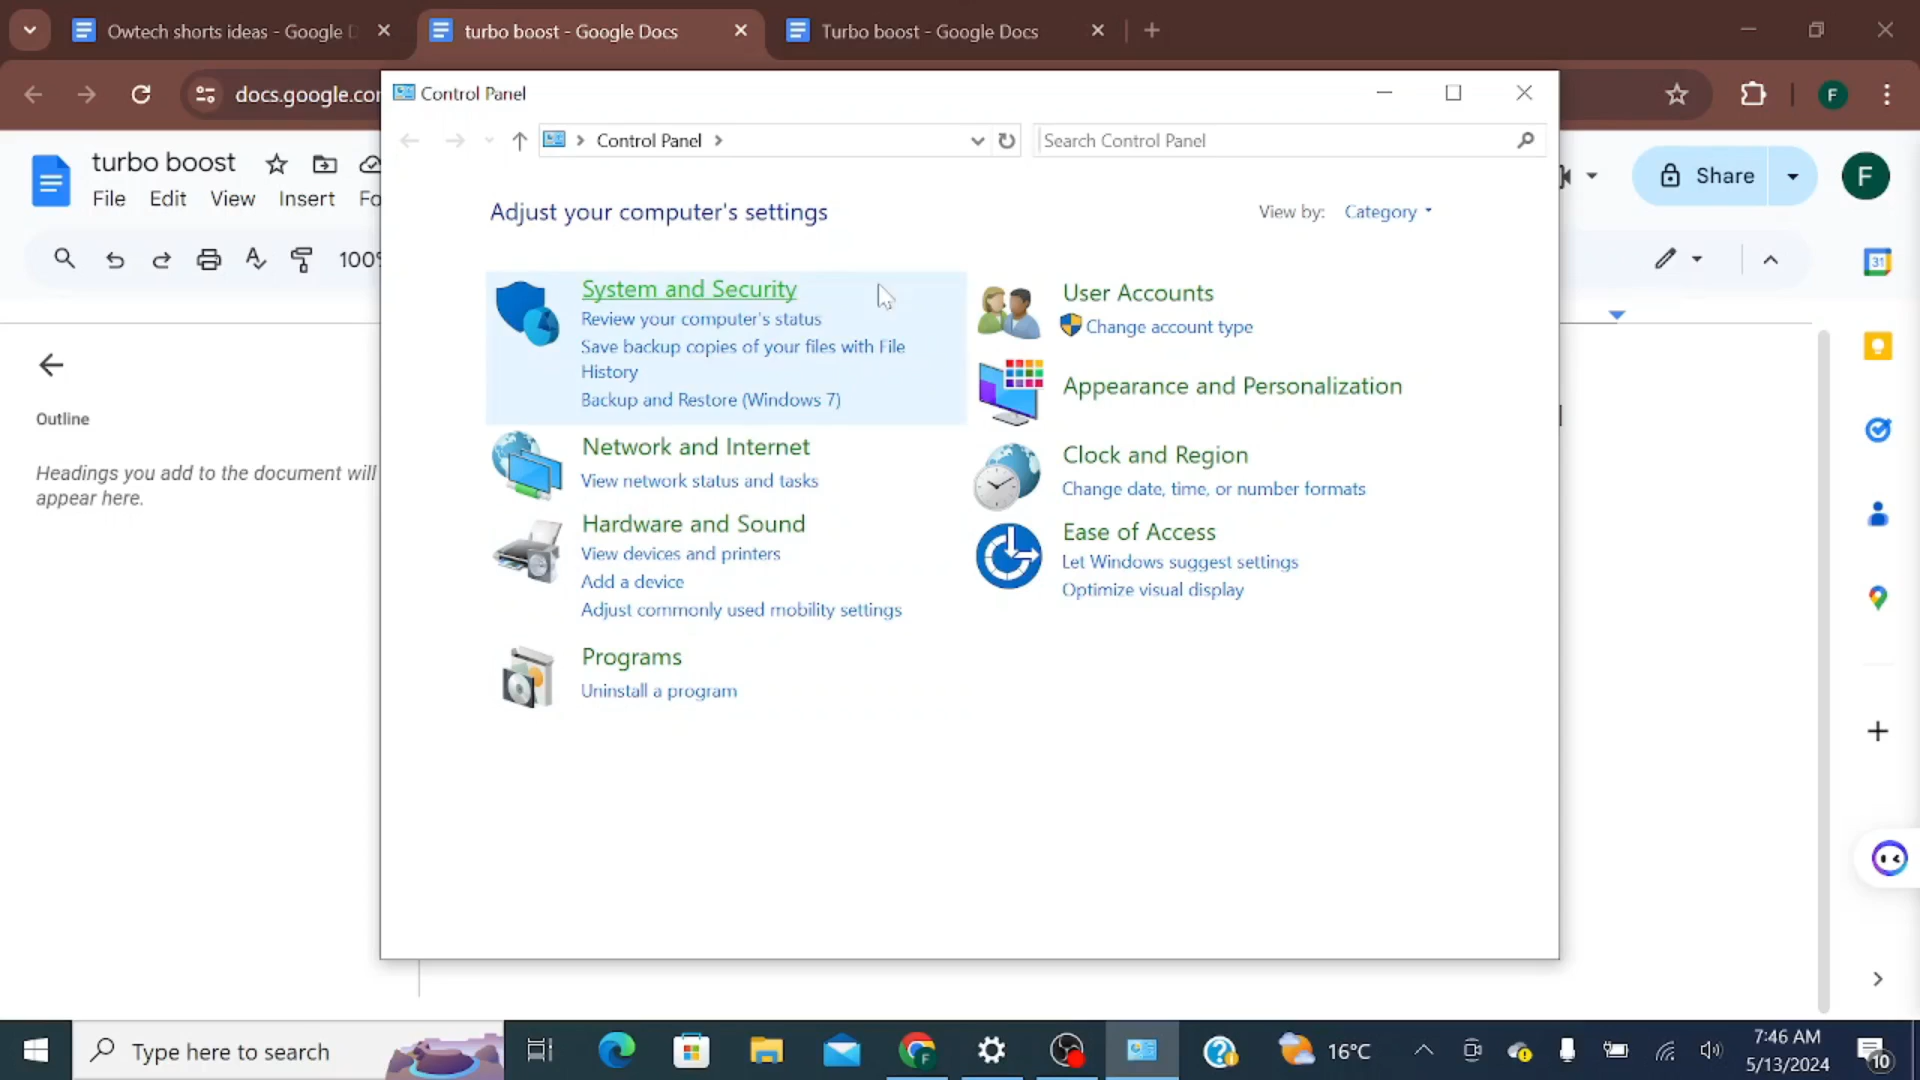 Owtech shorts ideas - Google D
turbo boost - Google Docs
Turbo boost - Google Docs
docs.google.com
F
turbo boost
File Edit View Insert Fo
Share
F
100%
31
Outline
Headings you add to the document will
appear here.
Control Panel
Control Panel
Search Control Panel
Adjust your computer's settings
View by: Category
System and Security
Review your computer's status
Save backup copies of your files with File
History
Backup and Restore (Windows 7)
Network and Internet
View network status and tasks
Hardware and Sound
View devices and printers
Add a device
Adjust commonly used mobility settings
Programs
Uninstall a program
User Accounts
Change account type
Appearance and Personalization
Clock and Region
Change date, time, or number formats
Ease of Access
Let Windows suggest settings
Optimize visual display
Type here to search
F
16°C
7:46 AM
5/13/2024
10